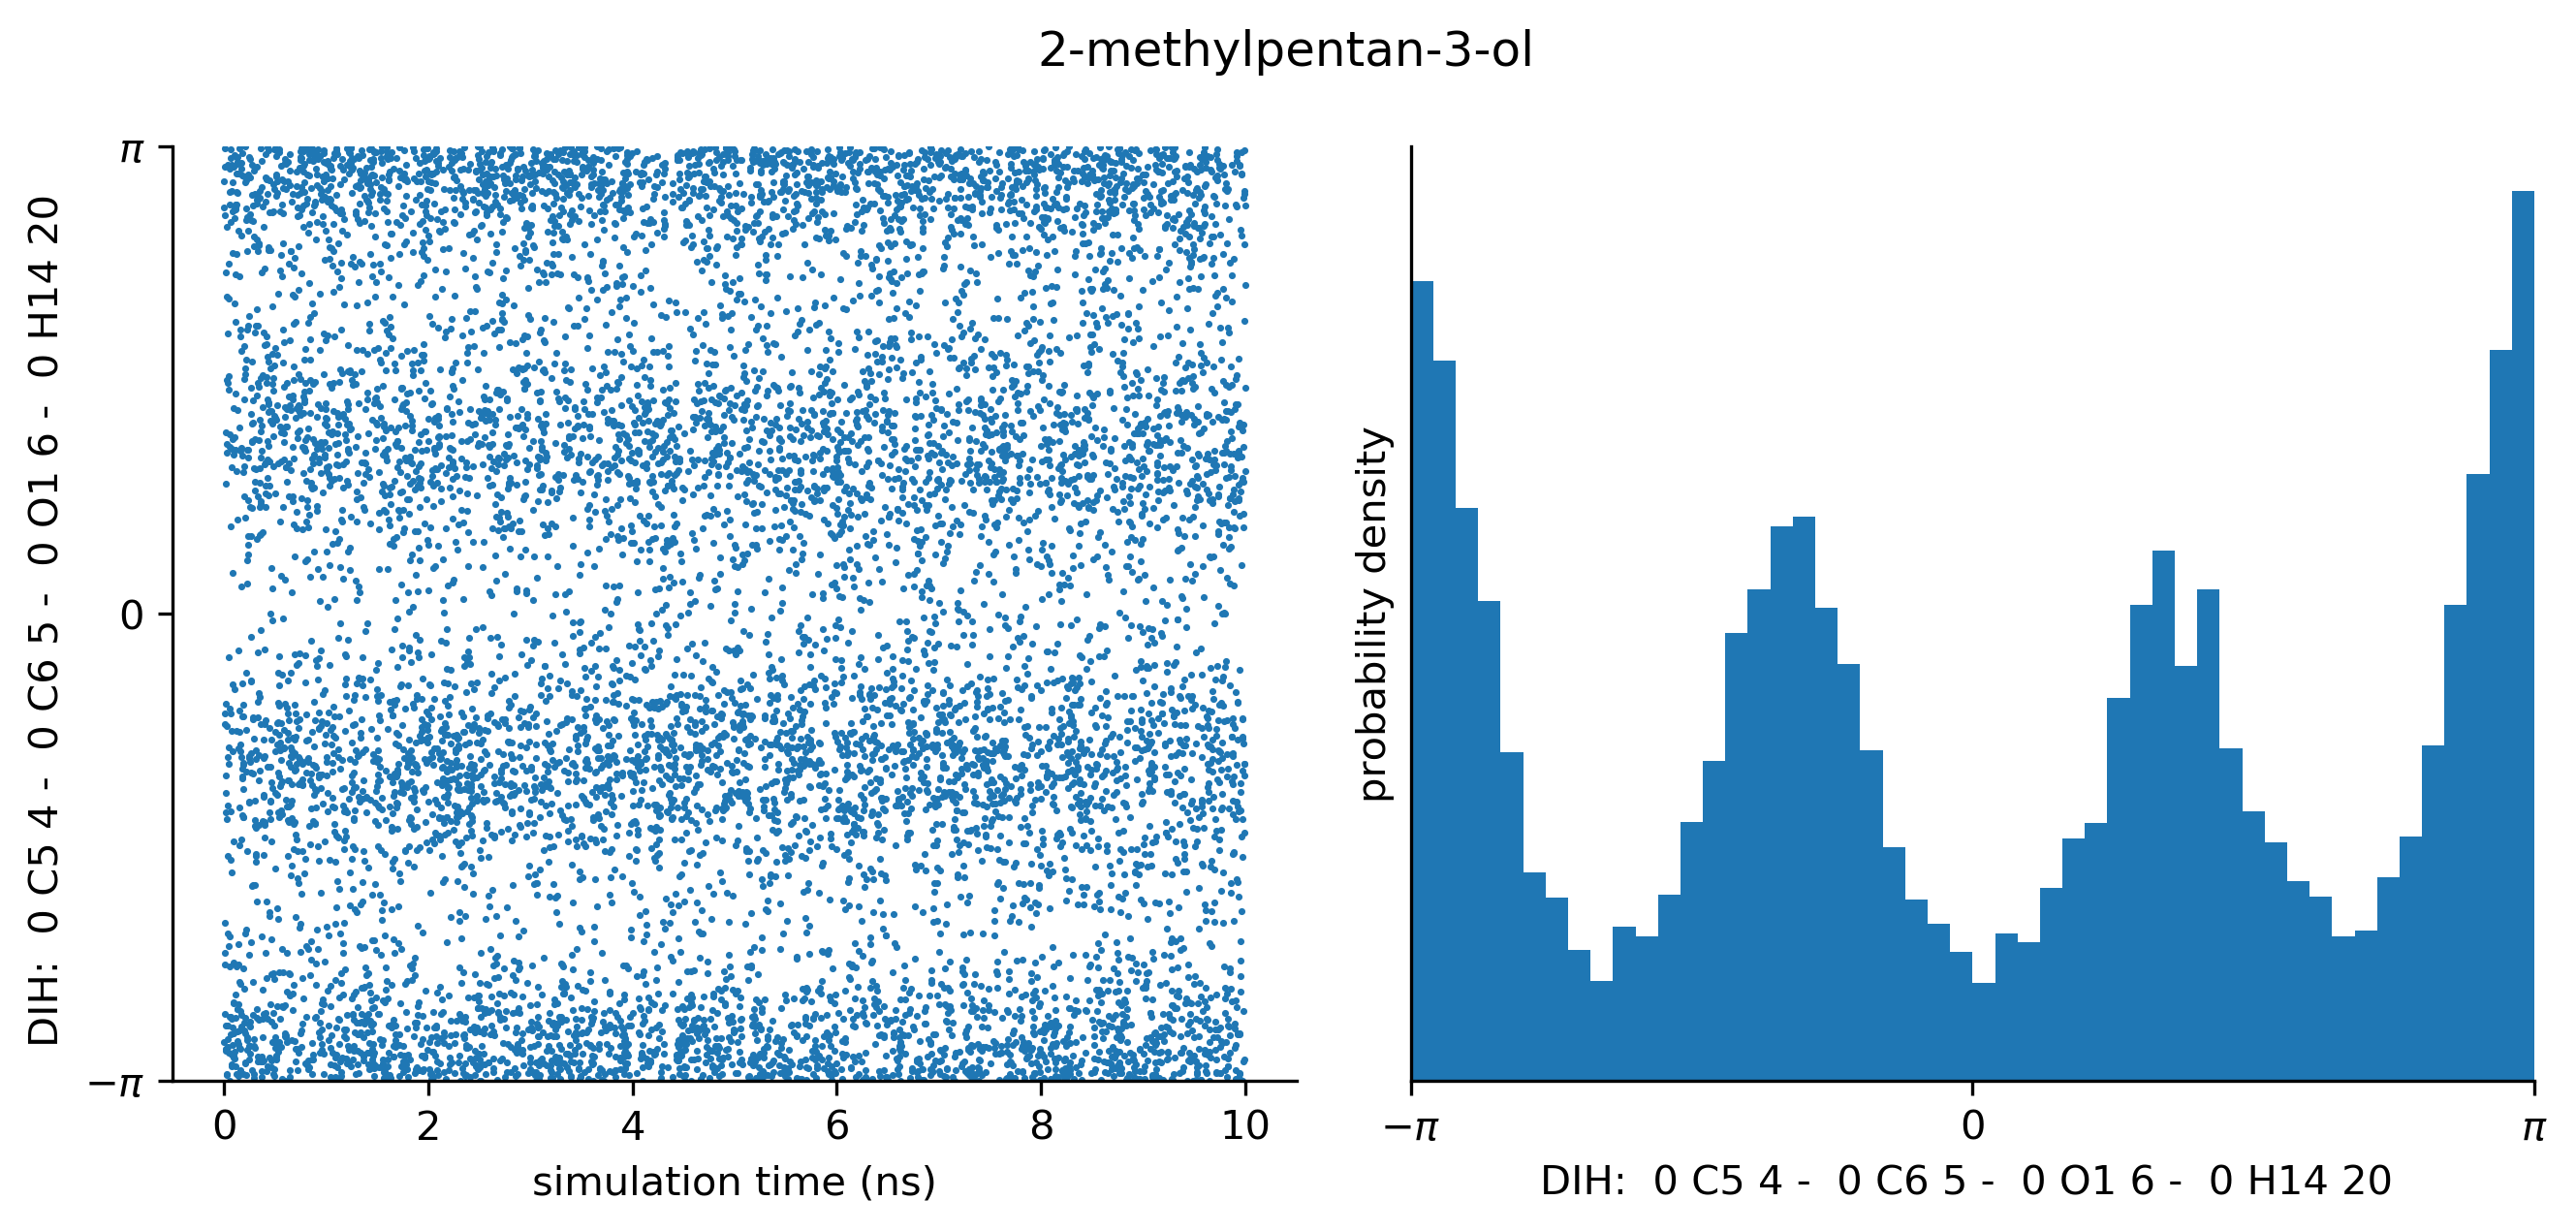 2-methylpentan-3-ol
DIH:  0 C5 4 -  0 C6 5 -  0 O1 6 -  0 H14 20
π
0
−π
0 2 4 6 8 10
simulation time (ns)
probability density
−π 0 π
DIH:  0 C5 4 -  0 C6 5 -  0 O1 6 -  0 H14 20